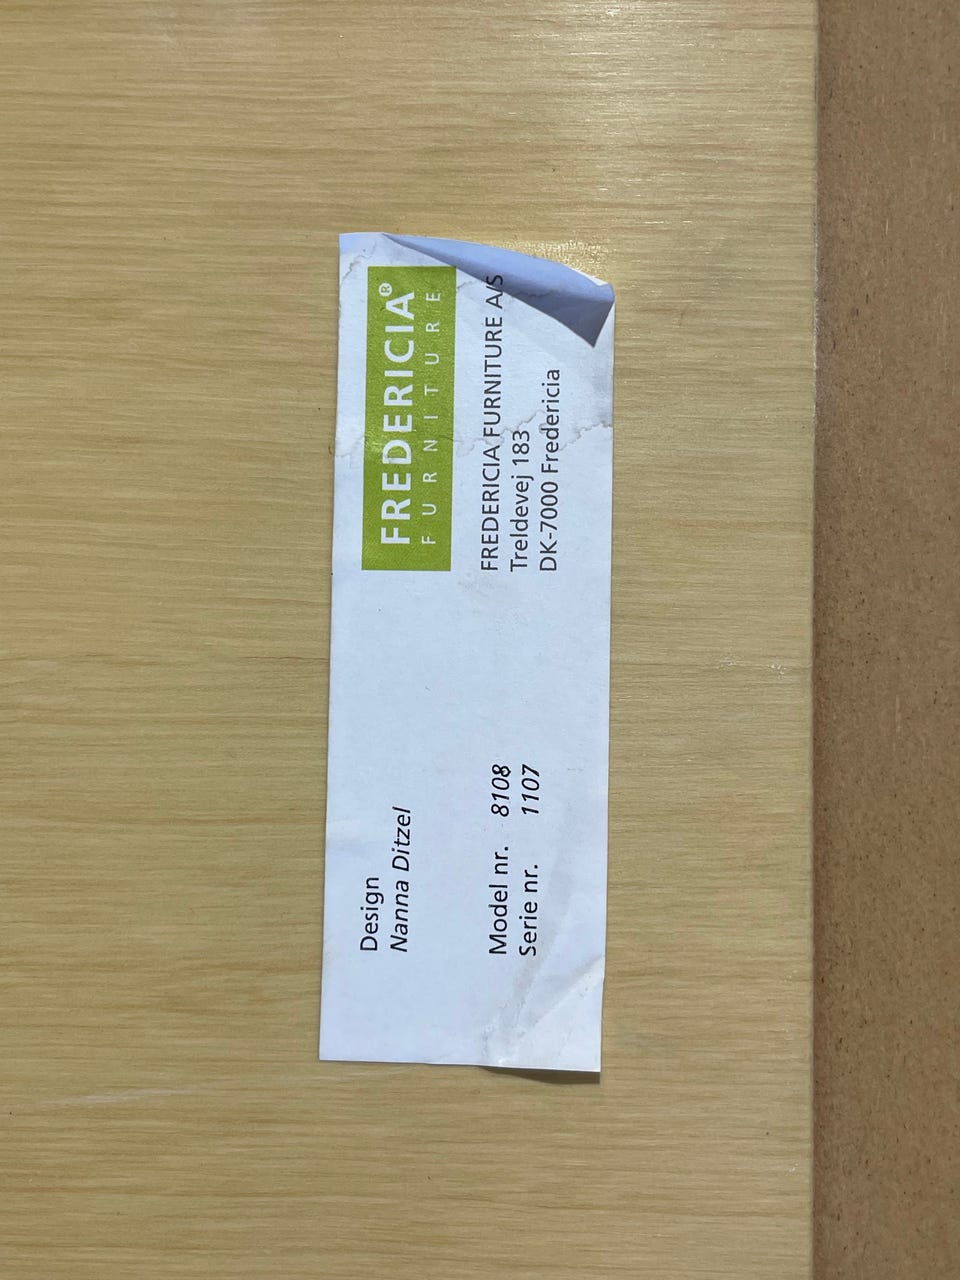 Design
Nanna Ditzel
Model nr. 8108
Serie nr. 1107
FREDERICIA®
FURNITURE
FREDERICIA FURNITURE A/S
Treldevej 183
DK-7000 Fredericia